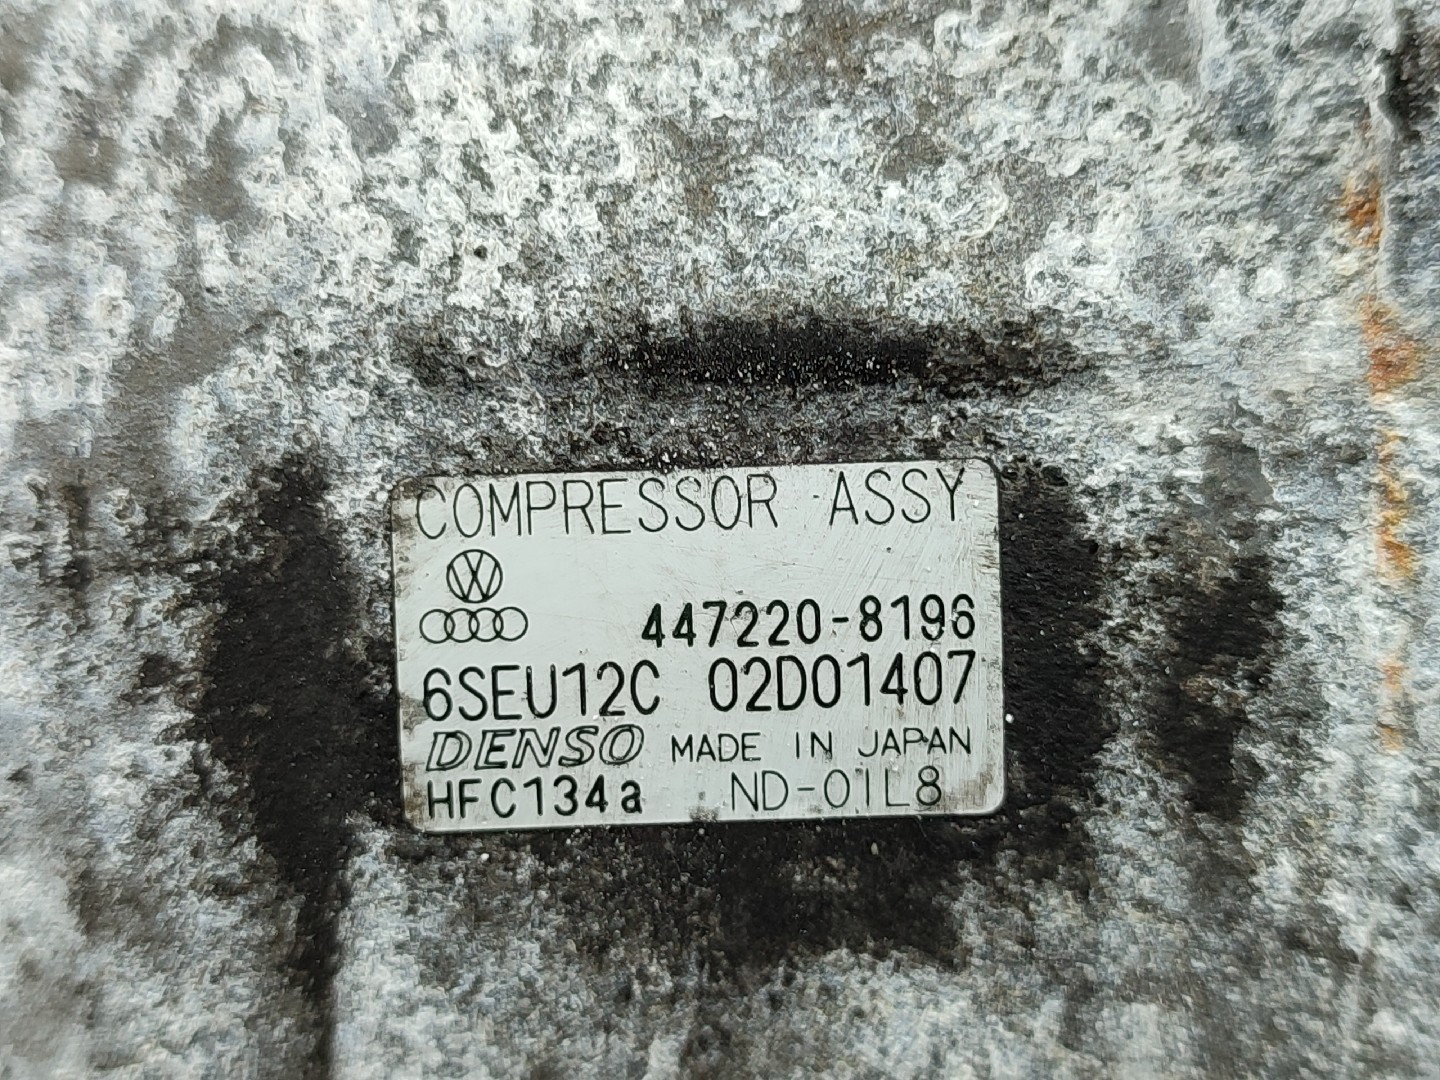 COMPRESSOR ASSY
447220-8196
6SEU12C 02D01407
DENSO MADE IN JAPAN
HFC134a ND-OIL8